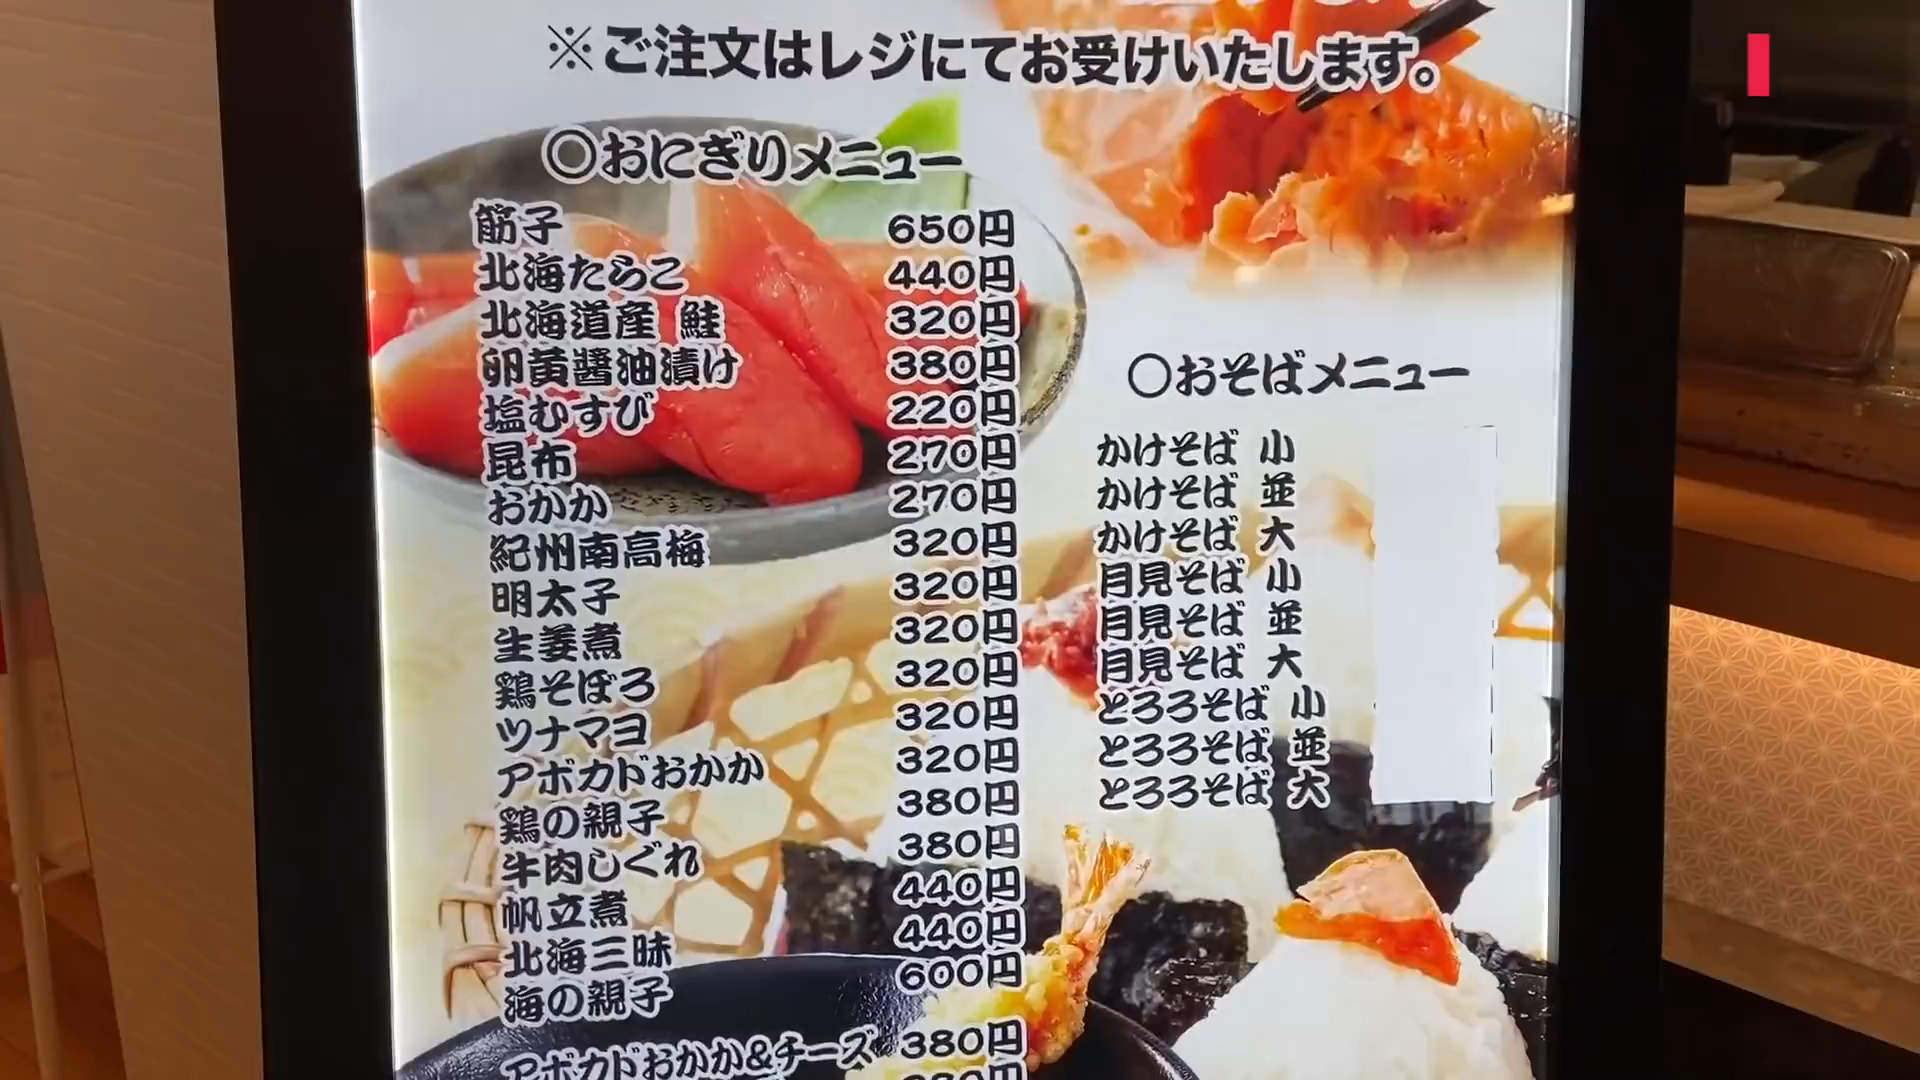 ※ご注文はレジにてお受けいたします。
〇おにぎりメニュー
筋子 650円
北海たらこ 440円
北海道産 鮭 320円
卵黄醤油漬け 380円
塩むすび 220円
昆布 270円
おかか 270円
紀州南高梅 320円
明太子 320円
生姜煮 320円
鶏そぼろ 320円
ツナマヨ 320円
アボカドおかか 320円
鶏の親子 380円
牛肉しぐれ 380円
帆立煮 440円
北海三昧 440円
海の親子 600円
アボカドおかか&チーズ 380円
〇おそばメニュー
かけそば 小
かけそば 並
かけそば 大
月見そば 小
月見そば 並
月見そば 大
とろろそば 小
とろろそば 並
とろろそば 大